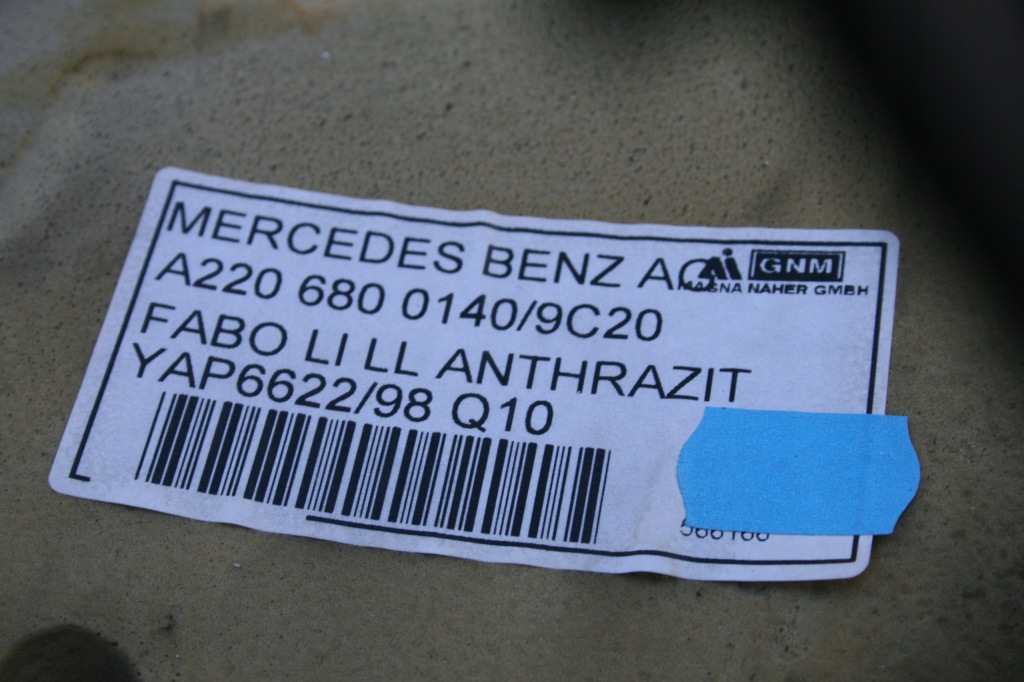 MERCEDES BENZ AG
GNM
MAGNA NAHER GMBH
A220 680 0140/9C20
FABO LI LL ANTHRAZIT
YAP6622/98 Q10